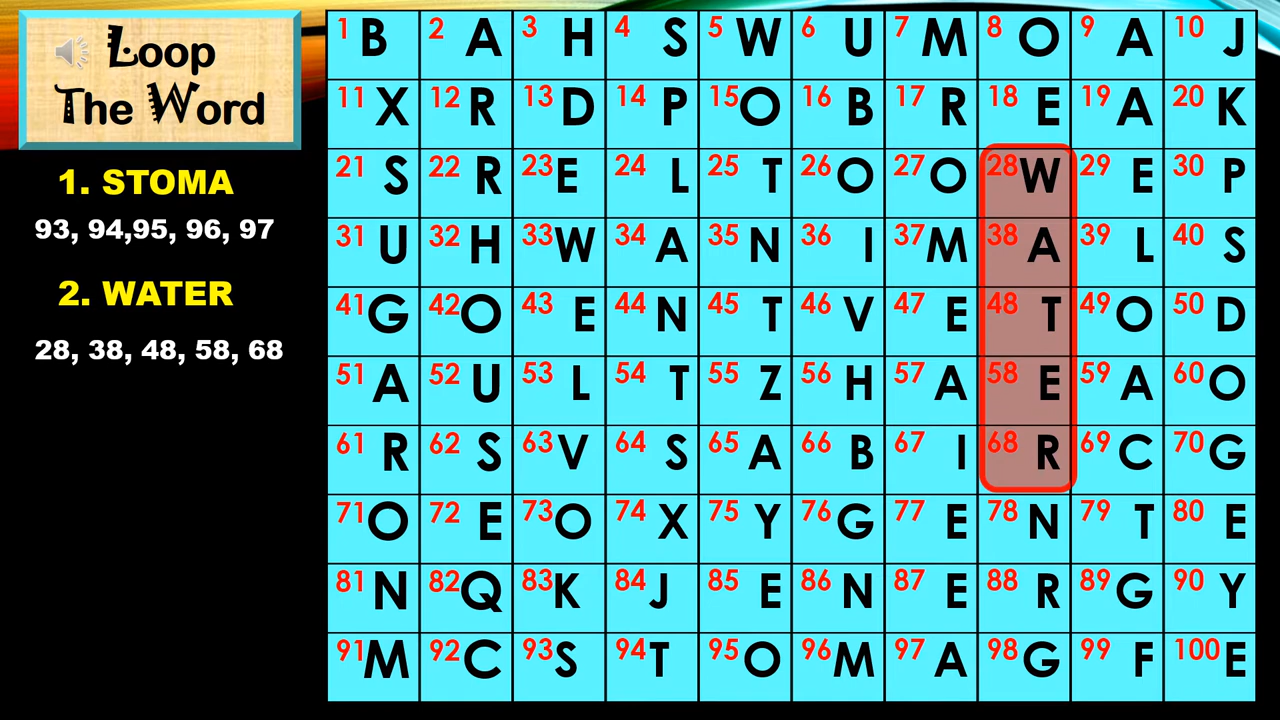 Loop
The Word
1. STOMA
93, 94,95, 96, 97
2. WATER
28, 38, 48, 58, 68
1 B 2 A 3 H 4 S 5 W 6 U 7 M 8 O 9 A 10 J
11 X 12 R 13 D 14 P 15 O 16 B 17 R 18 E 19 A 20 K
21 S 22 R 23 E 24 L 25 T 26 O 27 O 28 W 29 E 30 P
31 U 32 H 33 W 34 A 35 N 36 I 37 M 38 A 39 L 40 S
41 G 42 O 43 E 44 N 45 T 46 V 47 E 48 T 49 O 50 D
51 A 52 U 53 L 54 T 55 Z 56 H 57 A 58 E 59 A 60 O
61 R 62 S 63 V 64 S 65 A 66 B 67 I 68 R 69 C 70 G
71 O 72 E 73 O 74 X 75 Y 76 G 77 E 78 N 79 T 80 E
81 N 82 Q 83 K 84 J 85 E 86 N 87 E 88 R 89 G 90 Y
91 M 92 C 93 S 94 T 95 O 96 M 97 A 98 G 99 F 100 E